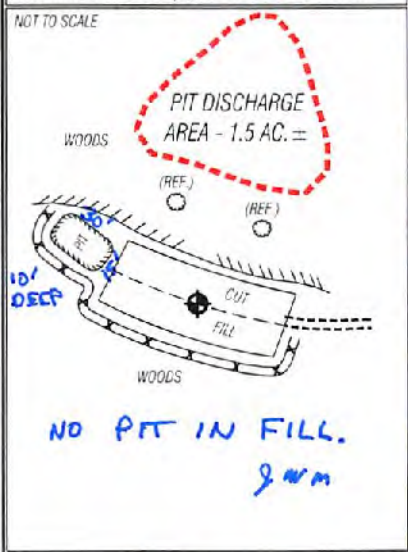 NOT TO SCALE
PIT DISCHARGE
AREA - 1.5 AC. ±
WOODS
(REF.)
(REF.)
30'
PIT
10'
DEEP
CUT
FILL
WOODS
NO PIT IN FILL.